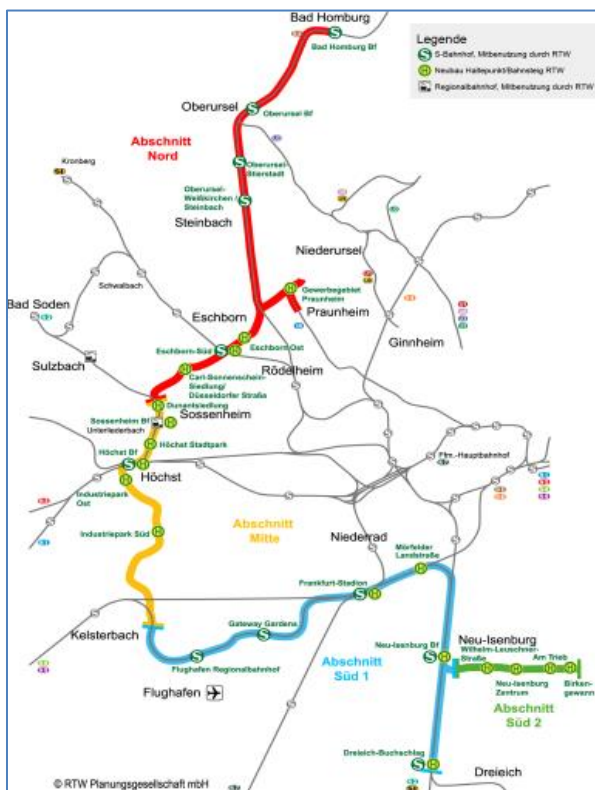 Bad Homburg
Bad Homburg Bf
Legende
S-Bahnhof, Mitbenutzung durch RTW
Neubau Haltepunkt/Bahnsteig RTW
Regionalbahnhof, Mitbenutzung durch RTW
Oberursel
Oberursel Bf
Abschnitt
Nord
Kronberg
Oberursel-
Stierstadt
Oberursel-
Weißkirchen /
Steinbach
Steinbach
Niederursel
Schwalbach
Gewerbegebiet
Praunheim
Praunheim
Bad Soden
Eschborn
Ginnheim
Eschborn-Süd
Eschborn Ost
Sulzbach
Rödelheim
Carl-Sonnenschein-
Siedlung/
Düsseldorfer Straße
Dunantsiedlung
Sossenheim
Sossenheim Bf
Unterliederbach
Höchst Stadtpark
Höchst Bf
Höchst
Ffm.-Hauptbahnhof
Industriepark
Ost
Abschnitt
Mitte
Industriepark Süd
Niederrad
Mörfelder
Landstraße
Frankfurt-Stadion
Kelsterbach
Gateway Gardens
Neu-Isenburg
Neu-Isenburg Bf
Wilhelm-Leuschner-
Straße
Am Trieb
Flughafen Regionalbahnhof
Abschnitt
Süd 1
Neu-Isenburg
Zentrum
Birken-
gewann
Flughafen
Abschnitt
Süd 2
Dreieich-Buchschlag
Dreieich
© RTW Planungsgesellschaft mbH